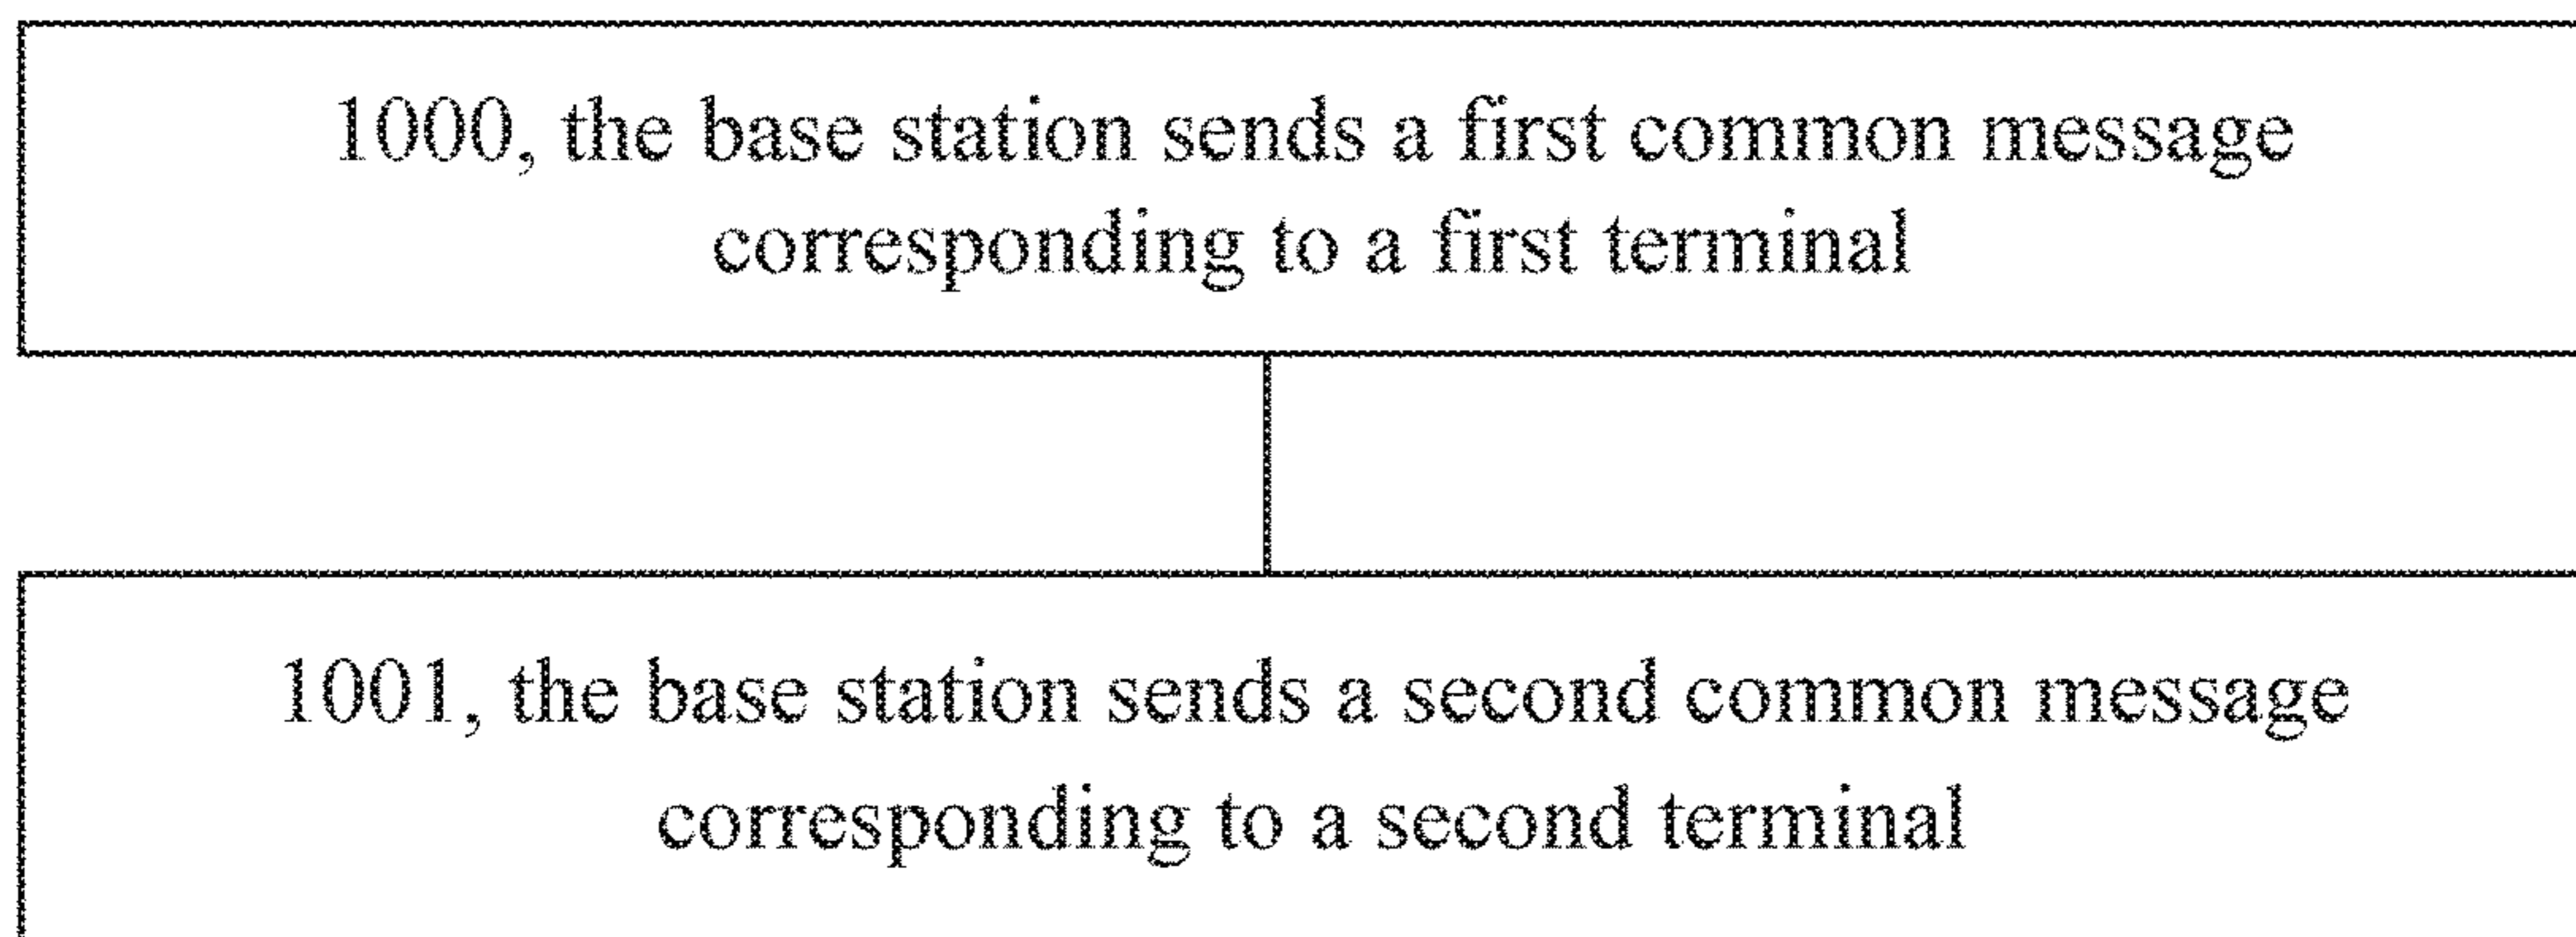 1000, the base station sends a first common message
corresponding to a first terminal
1001, the base station sends a second common message
corresponding to a second terminal